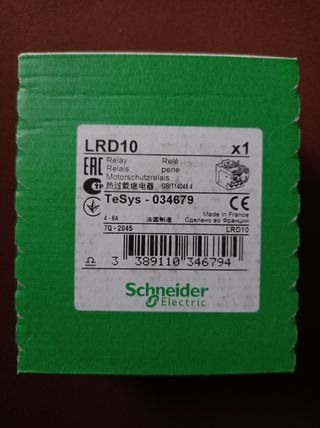 LRD10 x1
EAC Relay Relé
Relais реле
Motorschutzrelais
热过载继电器 GB/T14048.4
TeSys - 034679 CE
4 - 6A 法国制造 Made in France
Сделано во Франции
7Q - 2045 LRD10
3 389110 346794
Schneider
Electric